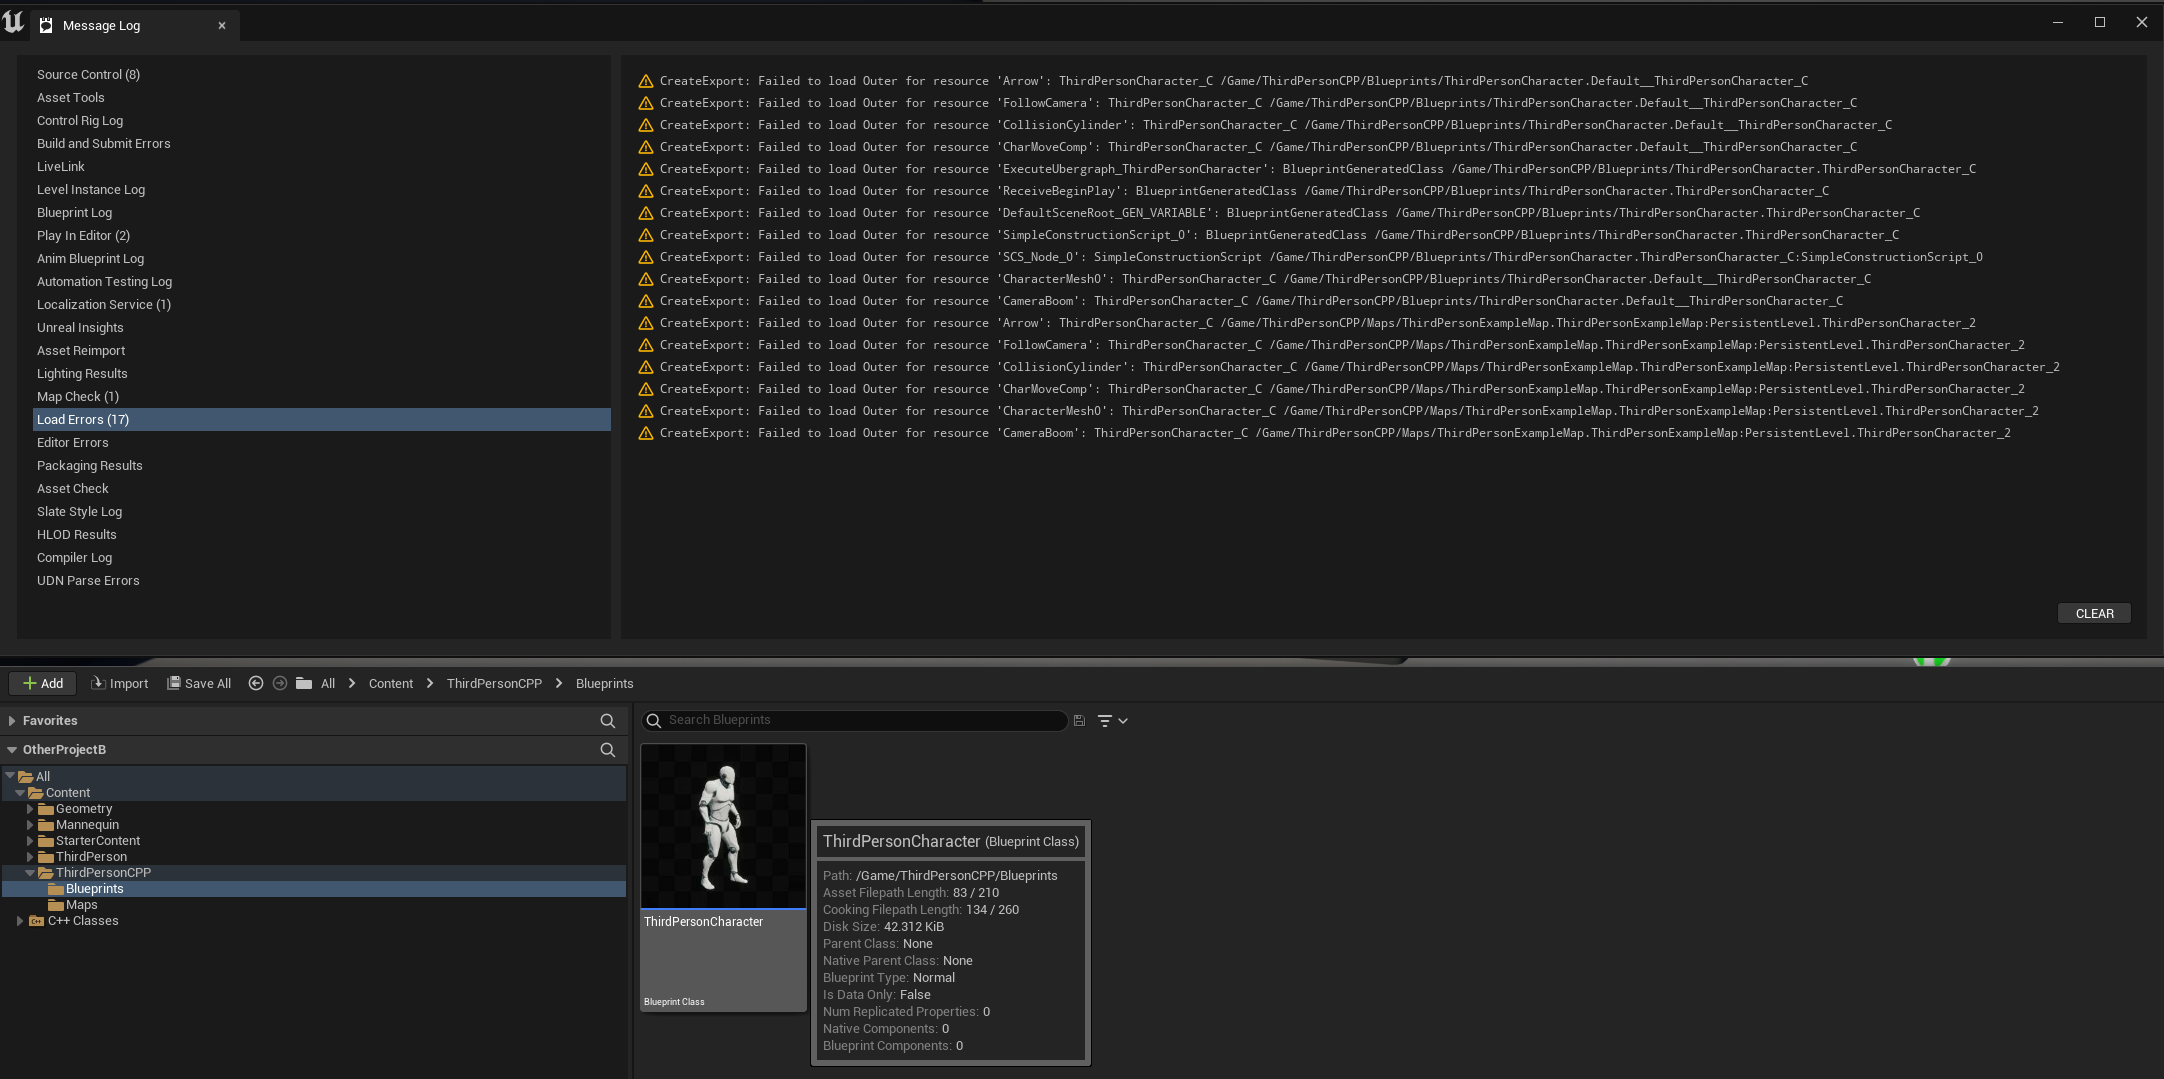 Message Log
Source Control (8)
Asset Tools
Control Rig Log
Build and Submit Errors
LiveLink
Level Instance Log
Blueprint Log
Play In Editor (2)
Anim Blueprint Log
Automation Testing Log
Localization Service (1)
Unreal Insights
Asset Reimport
Lighting Results
Map Check (1)
Load Errors (17)
Editor Errors
Packaging Results
Asset Check
Slate Style Log
HLOD Results
Compiler Log
UDN Parse Errors
CreateExport: Failed to load Outer for resource 'Arrow': ThirdPersonCharacter_C /Game/ThirdPersonCPP/Blueprints/ThirdPersonCharacter.Default__ThirdPersonCharacter_C
CreateExport: Failed to load Outer for resource 'FollowCamera': ThirdPersonCharacter_C /Game/ThirdPersonCPP/Blueprints/ThirdPersonCharacter.Default__ThirdPersonCharacter_C
CreateExport: Failed to load Outer for resource 'CollisionCylinder': ThirdPersonCharacter_C /Game/ThirdPersonCPP/Blueprints/ThirdPersonCharacter.Default__ThirdPersonCharacter_C
CreateExport: Failed to load Outer for resource 'CharMoveComp': ThirdPersonCharacter_C /Game/ThirdPersonCPP/Blueprints/ThirdPersonCharacter.Default__ThirdPersonCharacter_C
CreateExport: Failed to load Outer for resource 'ExecuteUbergraph_ThirdPersonCharacter': BlueprintGeneratedClass /Game/ThirdPersonCPP/Blueprints/ThirdPersonCharacter.ThirdPersonCharacter_C
CreateExport: Failed to load Outer for resource 'ReceiveBeginPlay': BlueprintGeneratedClass /Game/ThirdPersonCPP/Blueprints/ThirdPersonCharacter.ThirdPersonCharacter_C
CreateExport: Failed to load Outer for resource 'DefaultSceneRoot_GEN_VARIABLE': BlueprintGeneratedClass /Game/ThirdPersonCPP/Blueprints/ThirdPersonCharacter.ThirdPersonCharacter_C
CreateExport: Failed to load Outer for resource 'SimpleConstructionScript_0': BlueprintGeneratedClass /Game/ThirdPersonCPP/Blueprints/ThirdPersonCharacter.ThirdPersonCharacter_C
CreateExport: Failed to load Outer for resource 'SCS_Node_0': SimpleConstructionScript /Game/ThirdPersonCPP/Blueprints/ThirdPersonCharacter.ThirdPersonCharacter_C:SimpleConstructionScript_0
CreateExport: Failed to load Outer for resource 'CharacterMesh0': ThirdPersonCharacter_C /Game/ThirdPersonCPP/Blueprints/ThirdPersonCharacter.Default__ThirdPersonCharacter_C
CreateExport: Failed to load Outer for resource 'CameraBoom': ThirdPersonCharacter_C /Game/ThirdPersonCPP/Blueprints/ThirdPersonCharacter.Default__ThirdPersonCharacter_C
CreateExport: Failed to load Outer for resource 'Arrow': ThirdPersonCharacter_C /Game/ThirdPersonCPP/Maps/ThirdPersonExampleMap.ThirdPersonExampleMap:PersistentLevel.ThirdPersonCharacter_2
CreateExport: Failed to load Outer for resource 'FollowCamera': ThirdPersonCharacter_C /Game/ThirdPersonCPP/Maps/ThirdPersonExampleMap.ThirdPersonExampleMap:PersistentLevel.ThirdPersonCharacter_2
CreateExport: Failed to load Outer for resource 'CollisionCylinder': ThirdPersonCharacter_C /Game/ThirdPersonCPP/Maps/ThirdPersonExampleMap.ThirdPersonExampleMap:PersistentLevel.ThirdPersonCharacter_2
CreateExport: Failed to load Outer for resource 'CharMoveComp': ThirdPersonCharacter_C /Game/ThirdPersonCPP/Maps/ThirdPersonExampleMap.ThirdPersonExampleMap:PersistentLevel.ThirdPersonCharacter_2
CreateExport: Failed to load Outer for resource 'CharacterMesh0': ThirdPersonCharacter_C /Game/ThirdPersonCPP/Maps/ThirdPersonExampleMap.ThirdPersonExampleMap:PersistentLevel.ThirdPersonCharacter_2
CreateExport: Failed to load Outer for resource 'CameraBoom': ThirdPersonCharacter_C /Game/ThirdPersonCPP/Maps/ThirdPersonExampleMap.ThirdPersonExampleMap:PersistentLevel.ThirdPersonCharacter_2
CLEAR
Add Import Save All All Content ThirdPersonCPP Blueprints
Favorites
OtherProjectB
All
Content
Geometry
Mannequin
StarterContent
ThirdPerson
ThirdPersonCPP
Blueprints
Maps
C++ Classes
Search Blueprints
ThirdPersonCharacter
Blueprint Class
ThirdPersonCharacter (Blueprint Class)
Path: /Game/ThirdPersonCPP/Blueprints
Asset Filepath Length: 83 / 210
Cooking Filepath Length: 134 / 260
Disk Size: 42.312 KiB
Parent Class: None
Native Parent Class: None
Blueprint Type: Normal
Is Data Only: False
Num Replicated Properties: 0
Native Components: 0
Blueprint Components: 0